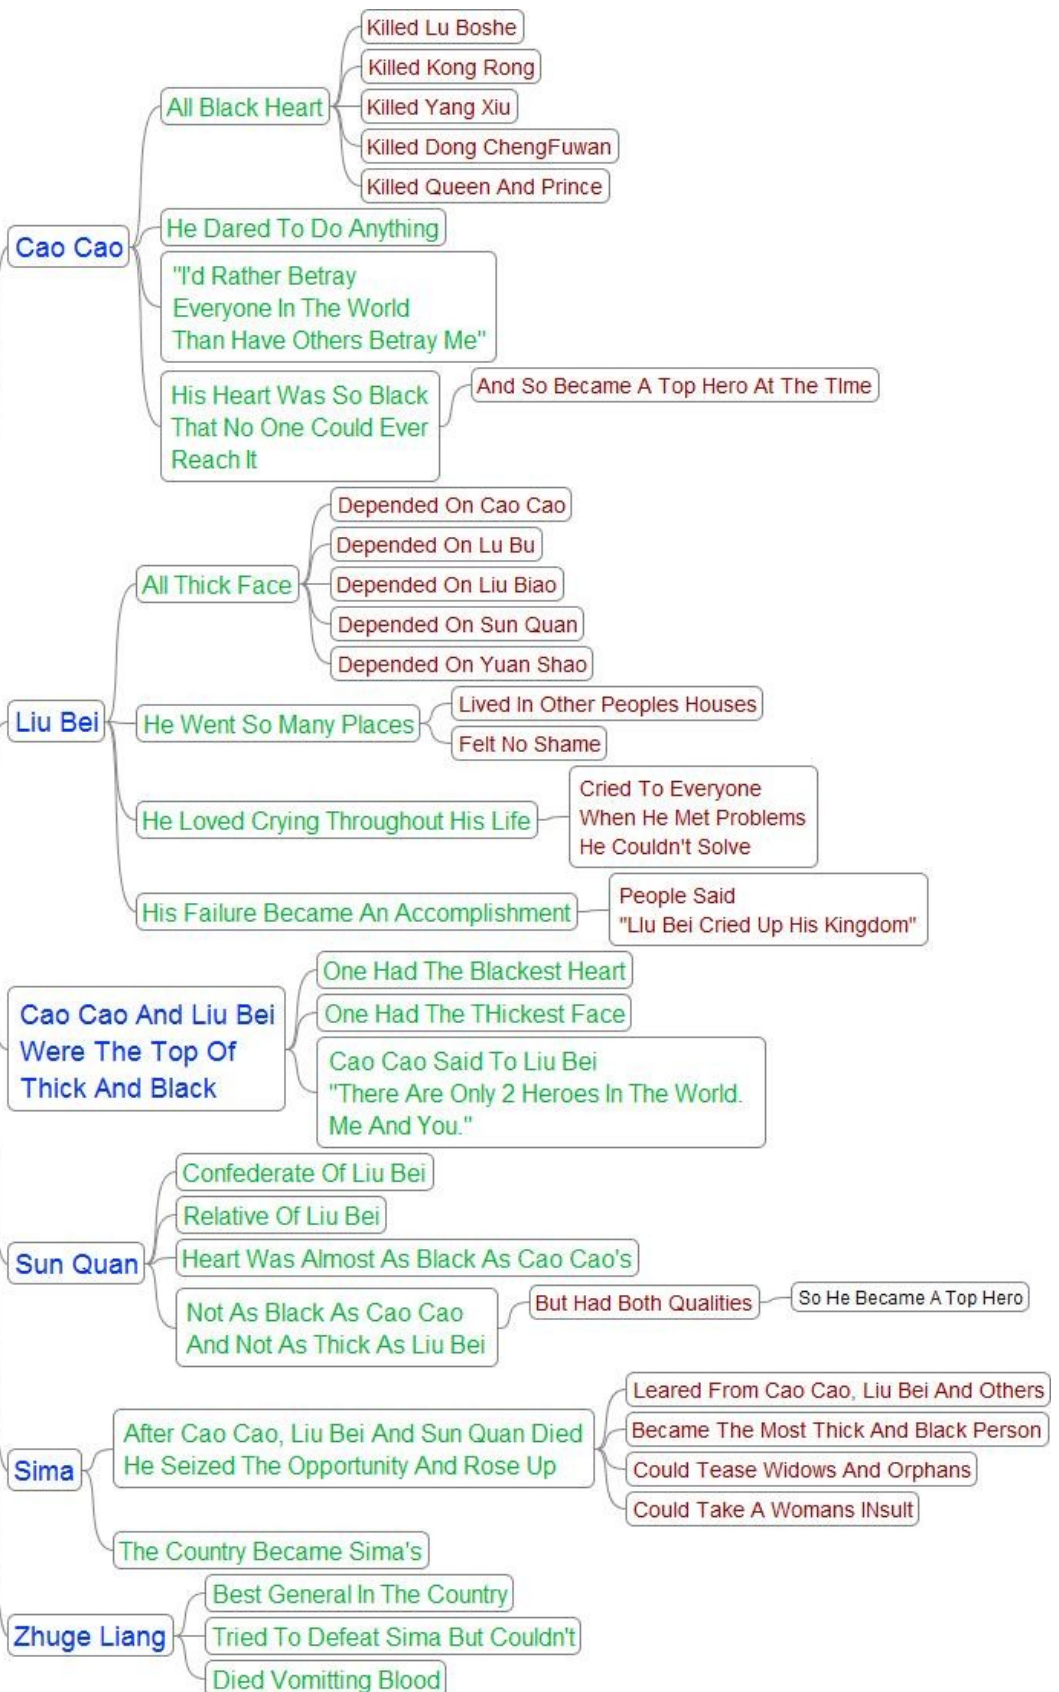 Cao Cao
All Black Heart
Killed Lu Boshe
Killed Kong Rong
Killed Yang Xiu
Killed Dong ChengFuwan
Killed Queen And Prince
He Dared To Do Anything
"I'd Rather Betray
Everyone In The World
Than Have Others Betray Me"
His Heart Was So Black
That No One Could Ever
Reach It
And So Became A Top Hero At The TIme
Liu Bei
All Thick Face
Depended On Cao Cao
Depended On Lu Bu
Depended On Liu Biao
Depended On Sun Quan
Depended On Yuan Shao
He Went So Many Places
Lived In Other Peoples Houses
Felt No Shame
He Loved Crying Throughout His Life
Cried To Everyone
When He Met Problems
He Couldn't Solve
His Failure Became An Accomplishment
People Said
"LIu Bei Cried Up His Kingdom"
Cao Cao And Liu Bei
Were The Top Of
Thick And Black
One Had The Blackest Heart
One Had The THickest Face
Cao Cao Said To Liu Bei
"There Are Only 2 Heroes In The World.
Me And You."
Sun Quan
Confederate Of Liu Bei
Relative Of Liu Bei
Heart Was Almost As Black As Cao Cao's
Not As Black As Cao Cao
And Not As Thick As Liu Bei
But Had Both Qualities
So He Became A Top Hero
Sima
After Cao Cao, Liu Bei And Sun Quan Died
He Seized The Opportunity And Rose Up
Leared From Cao Cao, Liu Bei And Others
Became The Most Thick And Black Person
Could Tease Widows And Orphans
Could Take A Womans INsult
The Country Became Sima's
Zhuge Liang
Best General In The Country
Tried To Defeat Sima But Couldn't
Died Vomitting Blood